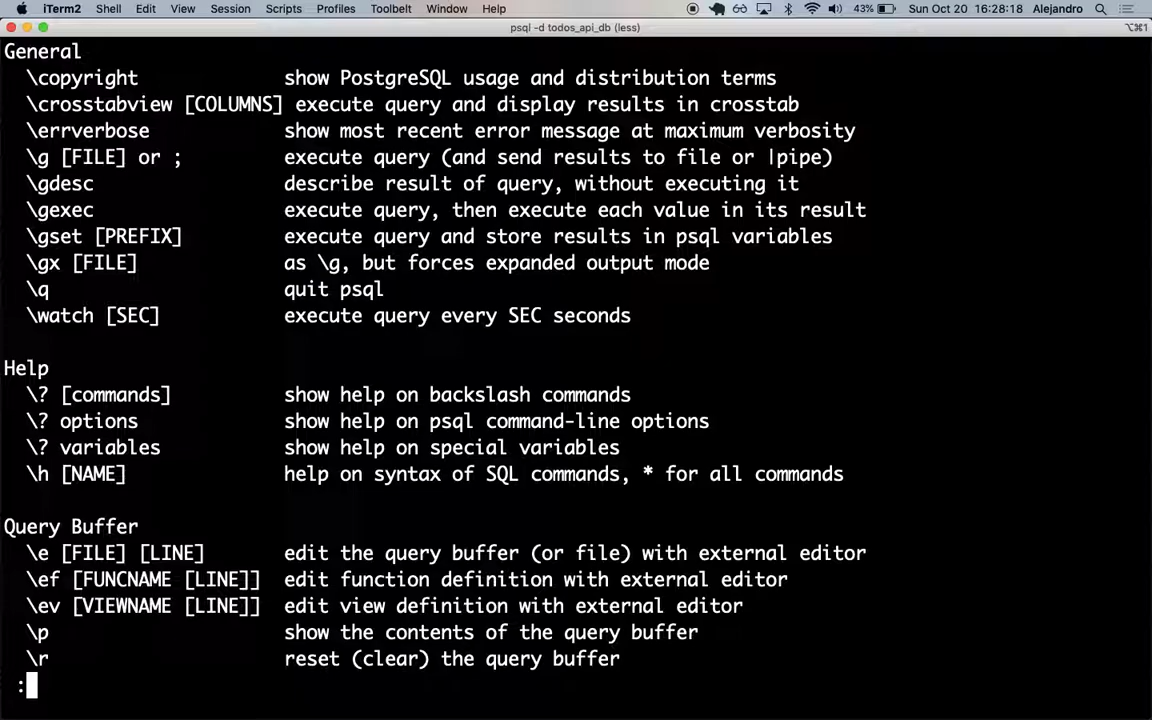 iTerm2 Shell Edit View Session Scripts Profiles Toolbelt Window Help 43% Sun Oct 20 16:28:18 Alejandro
psql -d todos_api_db (less) ⌥⌘1
General
\copyright show PostgreSQL usage and distribution terms
\crosstabview [COLUMNS] execute query and display results in crosstab
\errverbose show most recent error message at maximum verbosity
\g [FILE] or ; execute query (and send results to file or |pipe)
\gdesc describe result of query, without executing it
\gexec execute query, then execute each value in its result
\gset [PREFIX] execute query and store results in psql variables
\gx [FILE] as \g, but forces expanded output mode
\q quit psql
\watch [SEC] execute query every SEC seconds
Help
\? [commands] show help on backslash commands
\? options show help on psql command-line options
\? variables show help on special variables
\h [NAME] help on syntax of SQL commands, * for all commands
Query Buffer
\e [FILE] [LINE] edit the query buffer (or file) with external editor
\ef [FUNCNAME [LINE]] edit function definition with external editor
\ev [VIEWNAME [LINE]] edit view definition with external editor
\p show the contents of the query buffer
\r reset (clear) the query buffer
: